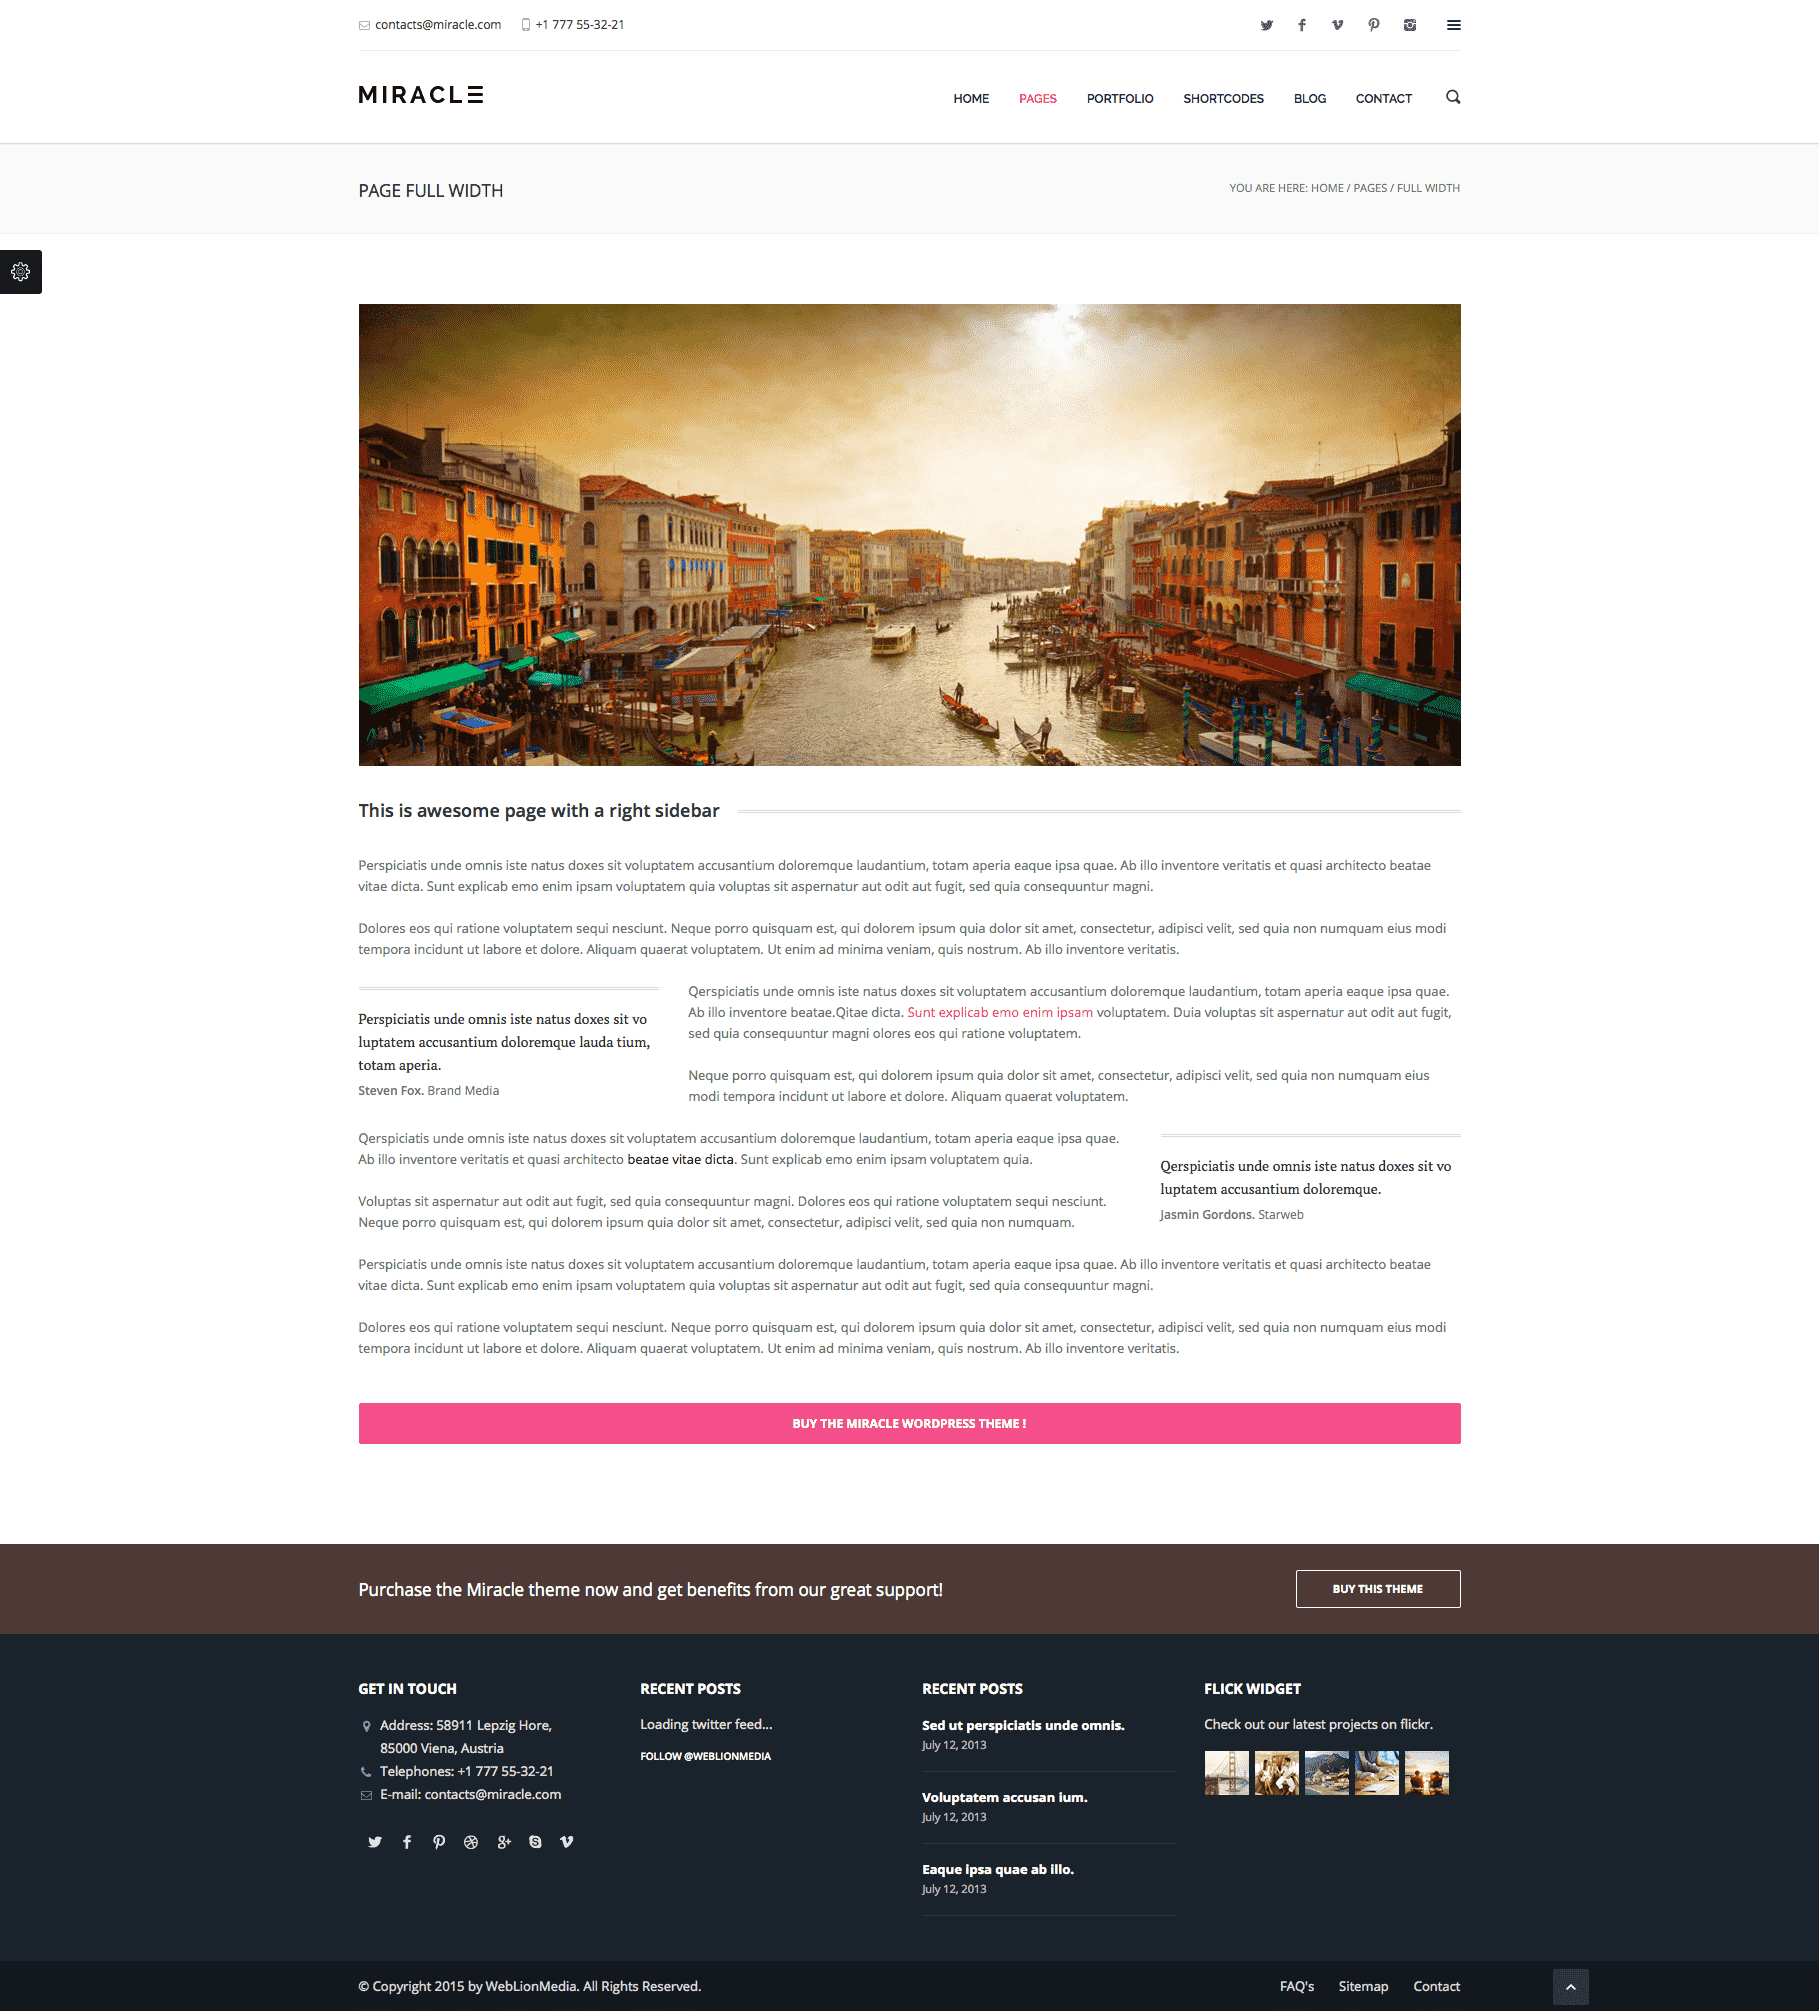 contacts@miracle.com +1 777 55-32-21
MIRACLE
HOME PAGES PORTFOLIO SHORTCODES BLOG CONTACT
PAGE FULL WIDTH
YOU ARE HERE: HOME / PAGES / FULL WIDTH
This is awesome page with a right sidebar
Perspiciatis unde omnis iste natus doxes sit voluptatem accusantium doloremque laudantium, totam aperia eaque ipsa quae. Ab illo inventore veritatis et quasi architecto beatae
vitae dicta. Sunt explicab emo enim ipsam voluptatem quia voluptas sit aspernatur aut odit aut fugit, sed quia consequuntur magni.
Dolores eos qui ratione voluptatem sequi nesciunt. Neque porro quisquam est, qui dolorem ipsum quia dolor sit amet, consectetur, adipisci velit, sed quia non numquam eius modi
tempora incidunt ut labore et dolore. Aliquam quaerat voluptatem. Ut enim ad minima veniam, quis nostrum. Ab illo inventore veritatis.
Perspiciatis unde omnis iste natus doxes sit vo
luptatem accusantium doloremque lauda tium,
totam aperia.
Steven Fox. Brand Media
Qerspiciatis unde omnis iste natus doxes sit voluptatem accusantium doloremque laudantium, totam aperia eaque ipsa quae.
Ab illo inventore beatae.Qitae dicta. Sunt explicab emo enim ipsam voluptatem. Duia voluptas sit aspernatur aut odit aut fugit,
sed quia consequuntur magni olores eos qui ratione voluptatem.
Neque porro quisquam est, qui dolorem ipsum quia dolor sit amet, consectetur, adipisci velit, sed quia non numquam eius
modi tempora incidunt ut labore et dolore. Aliquam quaerat voluptatem.
Qerspiciatis unde omnis iste natus doxes sit voluptatem accusantium doloremque laudantium, totam aperia eaque ipsa quae.
Ab illo inventore veritatis et quasi architecto beatae vitae dicta. Sunt explicab emo enim ipsam voluptatem quia.
Voluptas sit aspernatur aut odit aut fugit, sed quia consequuntur magni. Dolores eos qui ratione voluptatem sequi nesciunt.
Neque porro quisquam est, qui dolorem ipsum quia dolor sit amet, consectetur, adipisci velit, sed quia non numquam.
Qerspiciatis unde omnis iste natus doxes sit vo
luptatem accusantium doloremque.
Jasmin Gordons. Starweb
Perspiciatis unde omnis iste natus doxes sit voluptatem accusantium doloremque laudantium, totam aperia eaque ipsa quae. Ab illo inventore veritatis et quasi architecto beatae
vitae dicta. Sunt explicab emo enim ipsam voluptatem quia voluptas sit aspernatur aut odit aut fugit, sed quia consequuntur magni.
Dolores eos qui ratione voluptatem sequi nesciunt. Neque porro quisquam est, qui dolorem ipsum quia dolor sit amet, consectetur, adipisci velit, sed quia non numquam eius modi
tempora incidunt ut labore et dolore. Aliquam quaerat voluptatem. Ut enim ad minima veniam, quis nostrum. Ab illo inventore veritatis.
BUY THE MIRACLE WORDPRESS THEME !
Purchase the Miracle theme now and get benefits from our great support!
BUY THIS THEME
GET IN TOUCH
Address: 58911 Lepzig Hore,
85000 Viena, Austria
Telephones: +1 777 55-32-21
E-mail: contacts@miracle.com
RECENT POSTS
Loading twitter feed...
FOLLOW @WEBLIONMEDIA
RECENT POSTS
Sed ut perspiciatis unde omnis.
July 12, 2013
Voluptatem accusan ium.
July 12, 2013
Eaque ipsa quae ab illo.
July 12, 2013
FLICK WIDGET
Check out our latest projects on flickr.
© Copyright 2015 by WebLionMedia. All Rights Reserved.
FAQ's Sitemap Contact